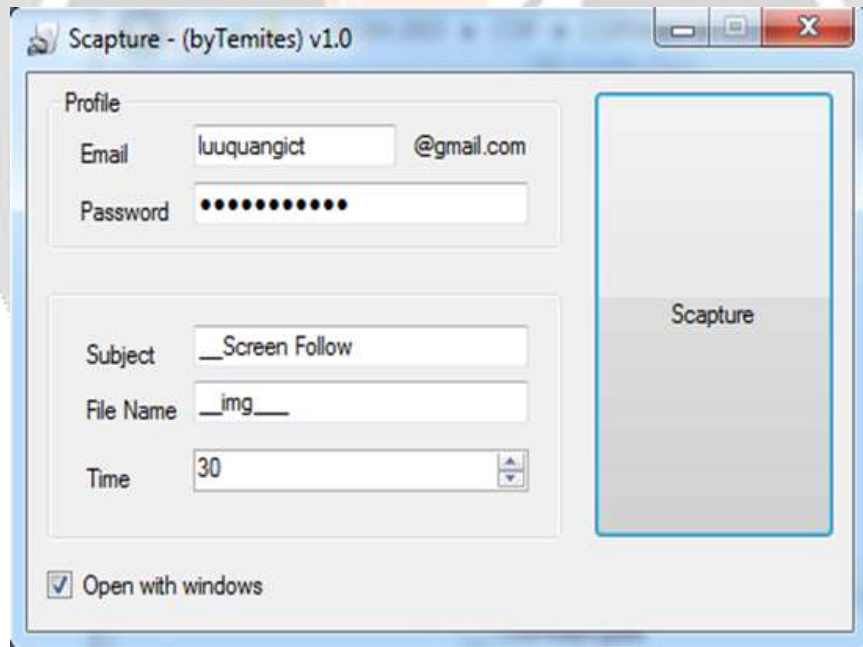 Scapture - (byTemites) v1.0
Profile
Email luuquangict @gmail.com
Password ●●●●●●●●●●●
Subject __Screen Follow
File Name __img___
Time 30
Scapture
Open with windows